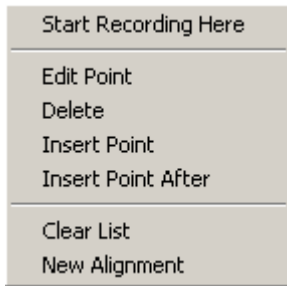 Start Recording Here
Edit Point
Delete
Insert Point
Insert Point After
Clear List
New Alignment